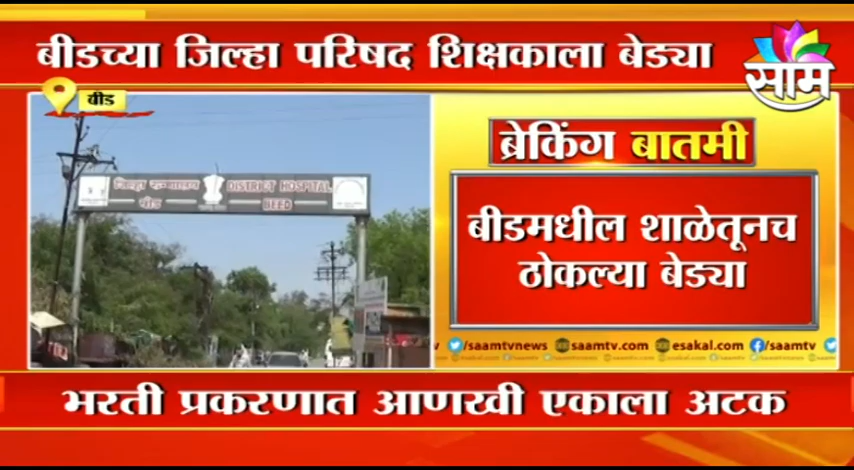 बीडच्या जिल्हा परिषद शिक्षकाला बेड्या
साम
बीड
जिल्हा रुग्णालय
बीड
DISTRICT HOSPITAL
BEED
ब्रेकिंग बातमी
बीडमधील शाळेतूनच
ठोकल्या बेड्या
saamtvnews saamtv.com esakal.com saamtv
भरती प्रकरणात आणखी एकाला अटक